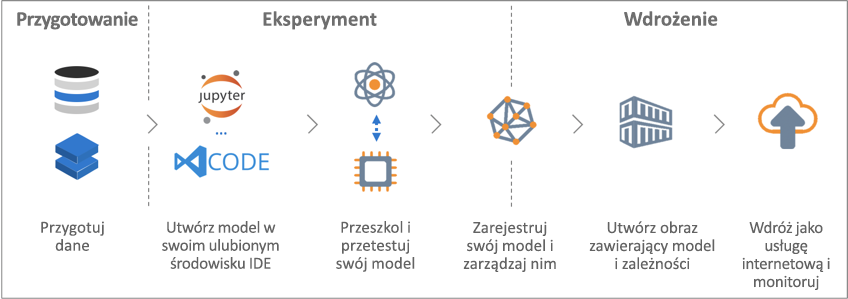 Przygotowanie
Eksperyment
Wdrożenie
jupyter
...
CODE
Przygotuj
dane
Utwórz model w
swoim ulubionym
środowisku IDE
Przeszkol i
przetestuj
swój model
Zarejestruj
swój model i
zarządzaj nim
Utwórz obraz
zawierający model
i zależności
Wdróż jako
usługę
internetową i
monitoruj